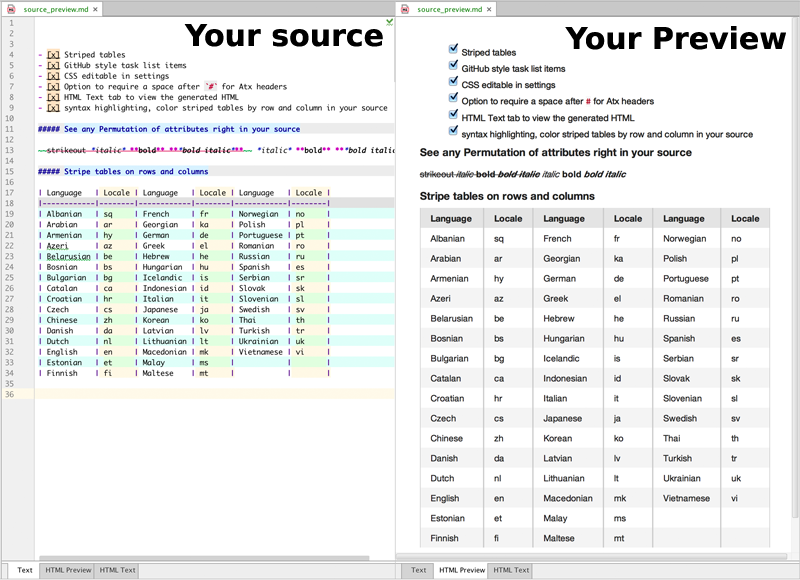 source_preview.md
Your source
1
2
3
4 - [x] Striped tables
5 - [x] GitHub style task list items
6 - [x] CSS editable in settings
7 - [x] Option to require a space after `#` for Atx headers
8 - [x] HTML Text tab to view the generated HTML
9 - [x] syntax highlighting, color striped tables by row and column in your source
10
11 ##### See any Permutation of attributes right in your source
12
13 ~~strikeout *italic* **bold** ***bold italic***~~ *italic* **bold** ***bold italic
14
15 ##### Stripe tables on rows and columns
16
17 | Language | Locale | Language | Locale | Language | Locale |
18 |-------------|--------|-------------|--------|-------------|--------|
19 | Albanian | sq | French | fr | Norwegian | no |
20 | Arabian | ar | Georgian | ka | Polish | pl |
21 | Armenian | hy | German | de | Portuguese | pt |
22 | Azeri | az | Greek | el | Romanian | ro |
23 | Belarusian | be | Hebrew | he | Russian | ru |
24 | Bosnian | bs | Hungarian | hu | Spanish | es |
25 | Bulgarian | bg | Icelandic | is | Serbian | sr |
26 | Catalan | ca | Indonesian | id | Slovak | sk |
27 | Croatian | hr | Italian | it | Slovenian | sl |
28 | Czech | cs | Japanese | ja | Swedish | sv |
29 | Chinese | zh | Korean | ko | Thai | th |
30 | Danish | da | Latvian | lv | Turkish | tr |
31 | Dutch | nl | Lithuanian | lt | Ukrainian | uk |
32 | English | en | Macedonian | mk | Vietnamese | vi |
33 | Estonian | et | Malay | ms | | |
34 | Finnish | fi | Maltese | mt | | |
35
36
Text HTML Preview HTML Text
source_preview.md
Your Preview
Striped tables
GitHub style task list items
CSS editable in settings
Option to require a space after # for Atx headers
HTML Text tab to view the generated HTML
syntax highlighting, color striped tables by row and column in your source
See any Permutation of attributes right in your source
strikeout italic bold bold italic italic bold bold italic
Stripe tables on rows and columns
Language Locale Language Locale Language Locale
Albanian sq French fr Norwegian no
Arabian ar Georgian ka Polish pl
Armenian hy German de Portuguese pt
Azeri az Greek el Romanian ro
Belarusian be Hebrew he Russian ru
Bosnian bs Hungarian hu Spanish es
Bulgarian bg Icelandic is Serbian sr
Catalan ca Indonesian id Slovak sk
Croatian hr Italian it Slovenian sl
Czech cs Japanese ja Swedish sv
Chinese zh Korean ko Thai th
Danish da Latvian lv Turkish tr
Dutch nl Lithuanian lt Ukrainian uk
English en Macedonian mk Vietnamese vi
Estonian et Malay ms
Finnish fi Maltese mt
Text HTML Preview HTML Text